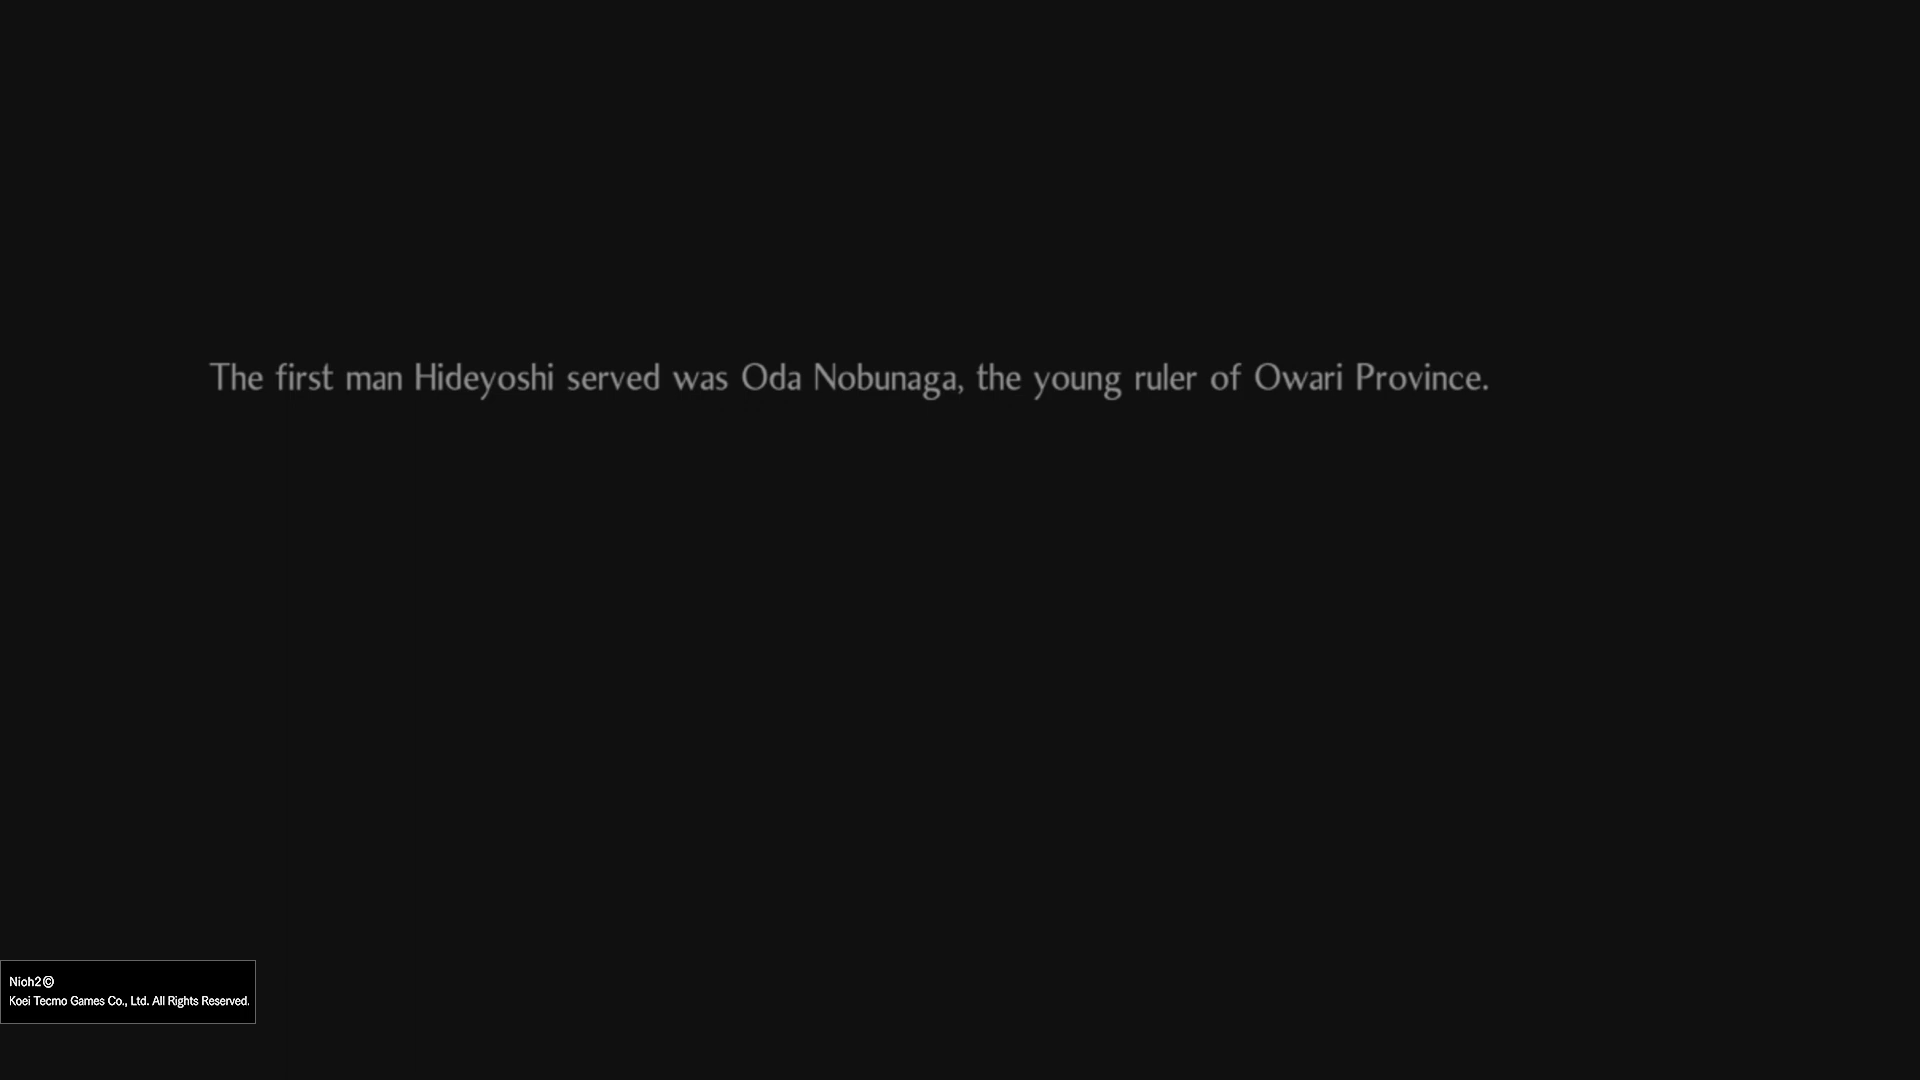 The first man Hideyoshi served was Oda Nobunaga, the young ruler of Owari Province.
Nioh2©
Koei Tecmo Games Co., Ltd. All Rights Reserved.